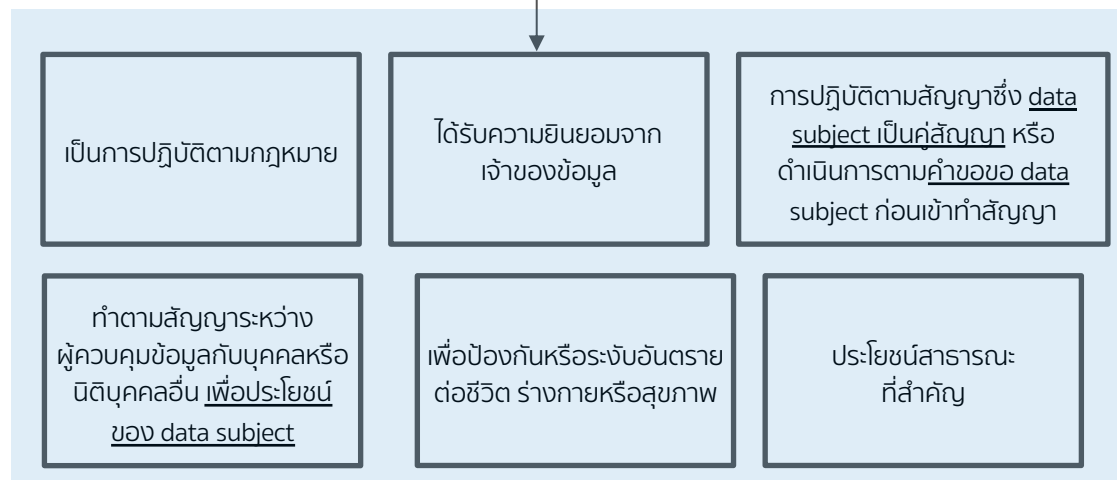 เป็นการปฏิบัติตามกฎหมาย
ได้รับความยินยอมจาก
เจ้าของข้อมูล
การปฏิบัติตามสัญญาซึ่ง data
subject เป็นคู่สัญญา หรือ
ดำเนินการตามคำขอขอ data
subject ก่อนเข้าทำสัญญา
ทำตามสัญญาระหว่าง
ผู้ควบคุมข้อมูลกับบุคคลหรือ
นิติบุคคลอื่น เพื่อประโยชน์
ของ data subject
เพื่อป้องกันหรือระงับอันตราย
ต่อชีวิต ร่างกายหรือสุขภาพ
ประโยชน์สาธารณะ
ที่สำคัญ